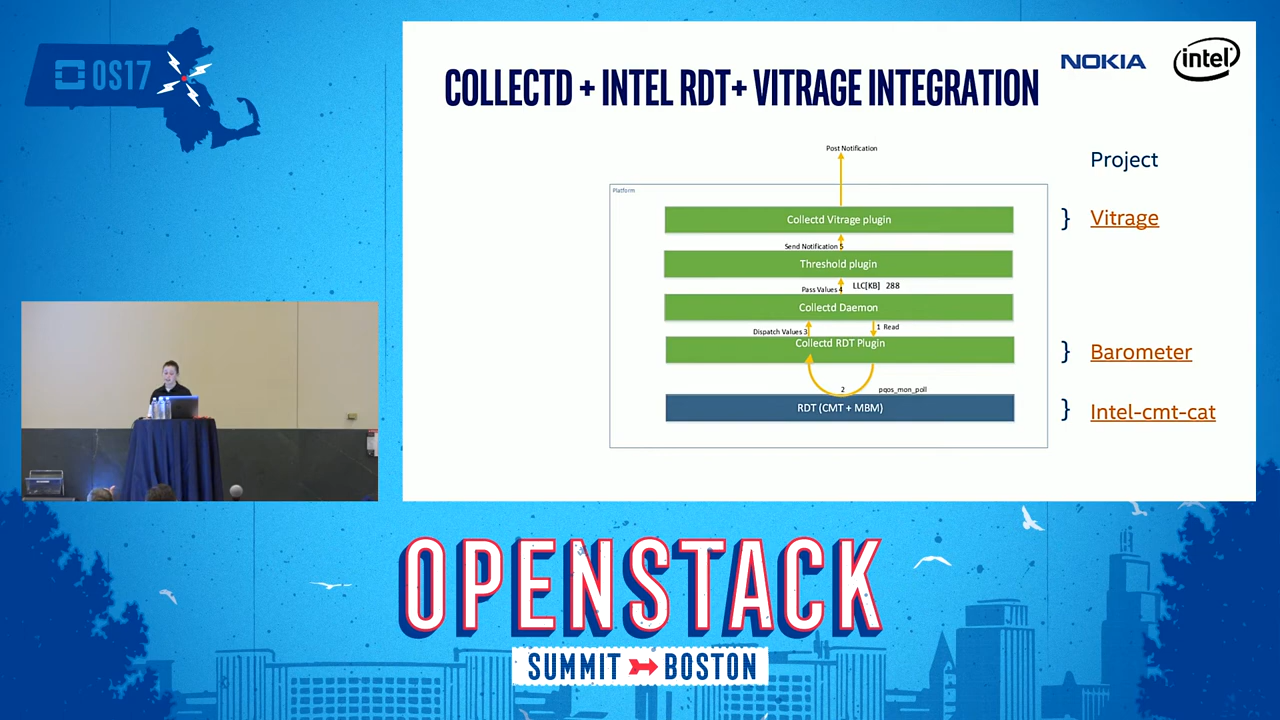 OS17
COLLECTD + INTEL RDT+ VITRAGE INTEGRATION
NOKIA
intel
Post Notification
Project
Platform
Collectd Vitrage plugin
} Vitrage
Send Notification 5
Threshold plugin
Pass Values 4 LLC[KB] 288
Collectd Daemon
Dispatch Values 3 1 Read
Collectd RDT Plugin
} Barometer
2 pqos_mon_poll
RDT (CMT + MBM)
} Intel-cmt-cat
OPENSTACK
SUMMIT BOSTON